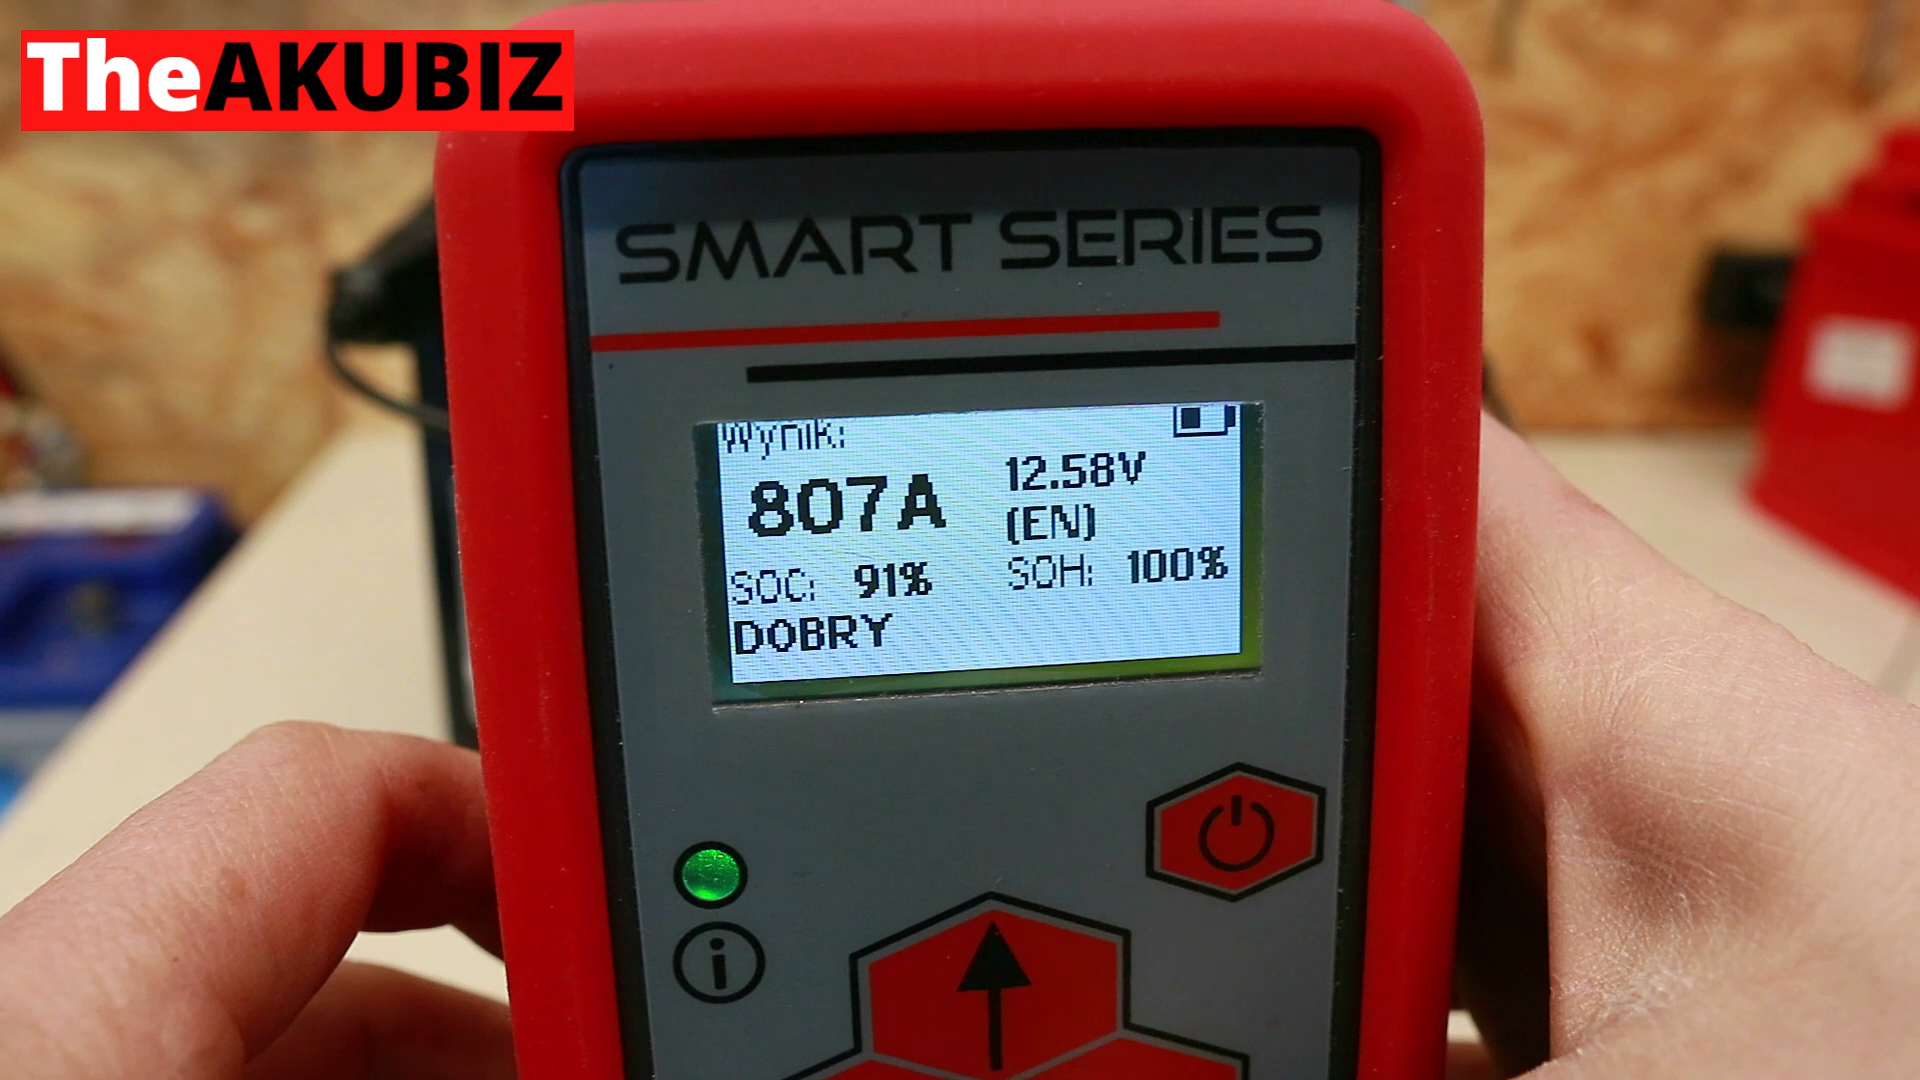 TheAKUBIZ
SMART SERIES
Wynik:
807A
12.58V
(EN)
SOC: 91% SOH: 100%
DOBRY